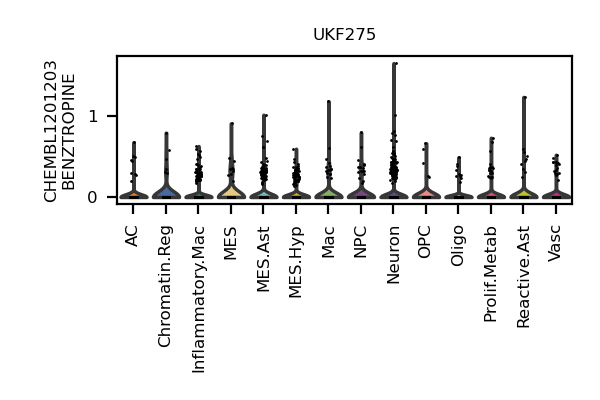 UKF275
CHEMBL1201203
BENZTROPINE
1
0
AC
Chromatin.Reg
Inflammatory.Mac
MES
MES.Ast
MES.Hyp
Mac
NPC
Neuron
OPC
Oligo
Prolif.Metab
Reactive.Ast
Vasc